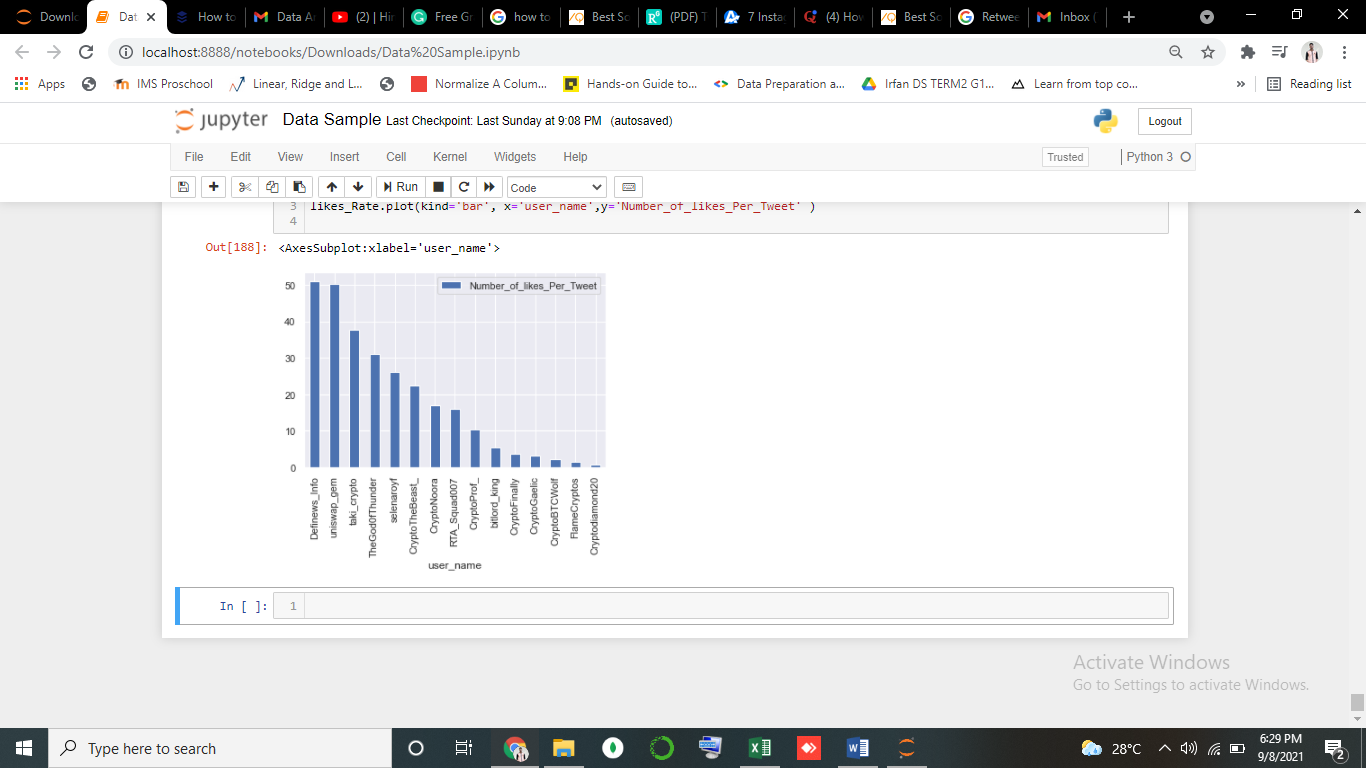 Downlo
Dat
How to
Data A
(2) | Hir
Free Gr
how to
Best Sc
(PDF) T
7 Insta
(4) How
Best Sc
Retwee
Inbox (
localhost:8888/notebooks/Downloads/Data%20Sample.ipynb
Apps IMS Proschool Linear, Ridge and L... Normalize A Colum... Hands-on Guide to... Data Preparation a... Irfan DS TERM2 G1... Learn from top co... » Reading list
jupyter Data Sample Last Checkpoint: Last Sunday at 9:08 PM (autosaved) Logout
File Edit View Insert Cell Kernel Widgets Help Trusted Python 3
Run Code
3 likes_Rate.plot(kind='bar', x='user_name',y='Number_of_likes_Per_Tweet' )
4
Out[188]: <AxesSubplot:xlabel='user_name'>
Number_of_likes_Per_Tweet
50
40
30
20
10
0
Definews_Info
uniswap_gem
taki_crypto
TheGod0fThunder
selenaroyf
CryptoTheBeast_
CryptoNoora
RTA_Squad007
CryptoProf_
bitlord_king
CryptoFinally
CryptoGaelic
CryptoBTCWolf
FlameCryptos
Cryptodiamond20
user_name
In [ ]: 1
Activate Windows
Go to Settings to activate Windows.
Type here to search
28°C
6:29 PM
9/8/2021
2